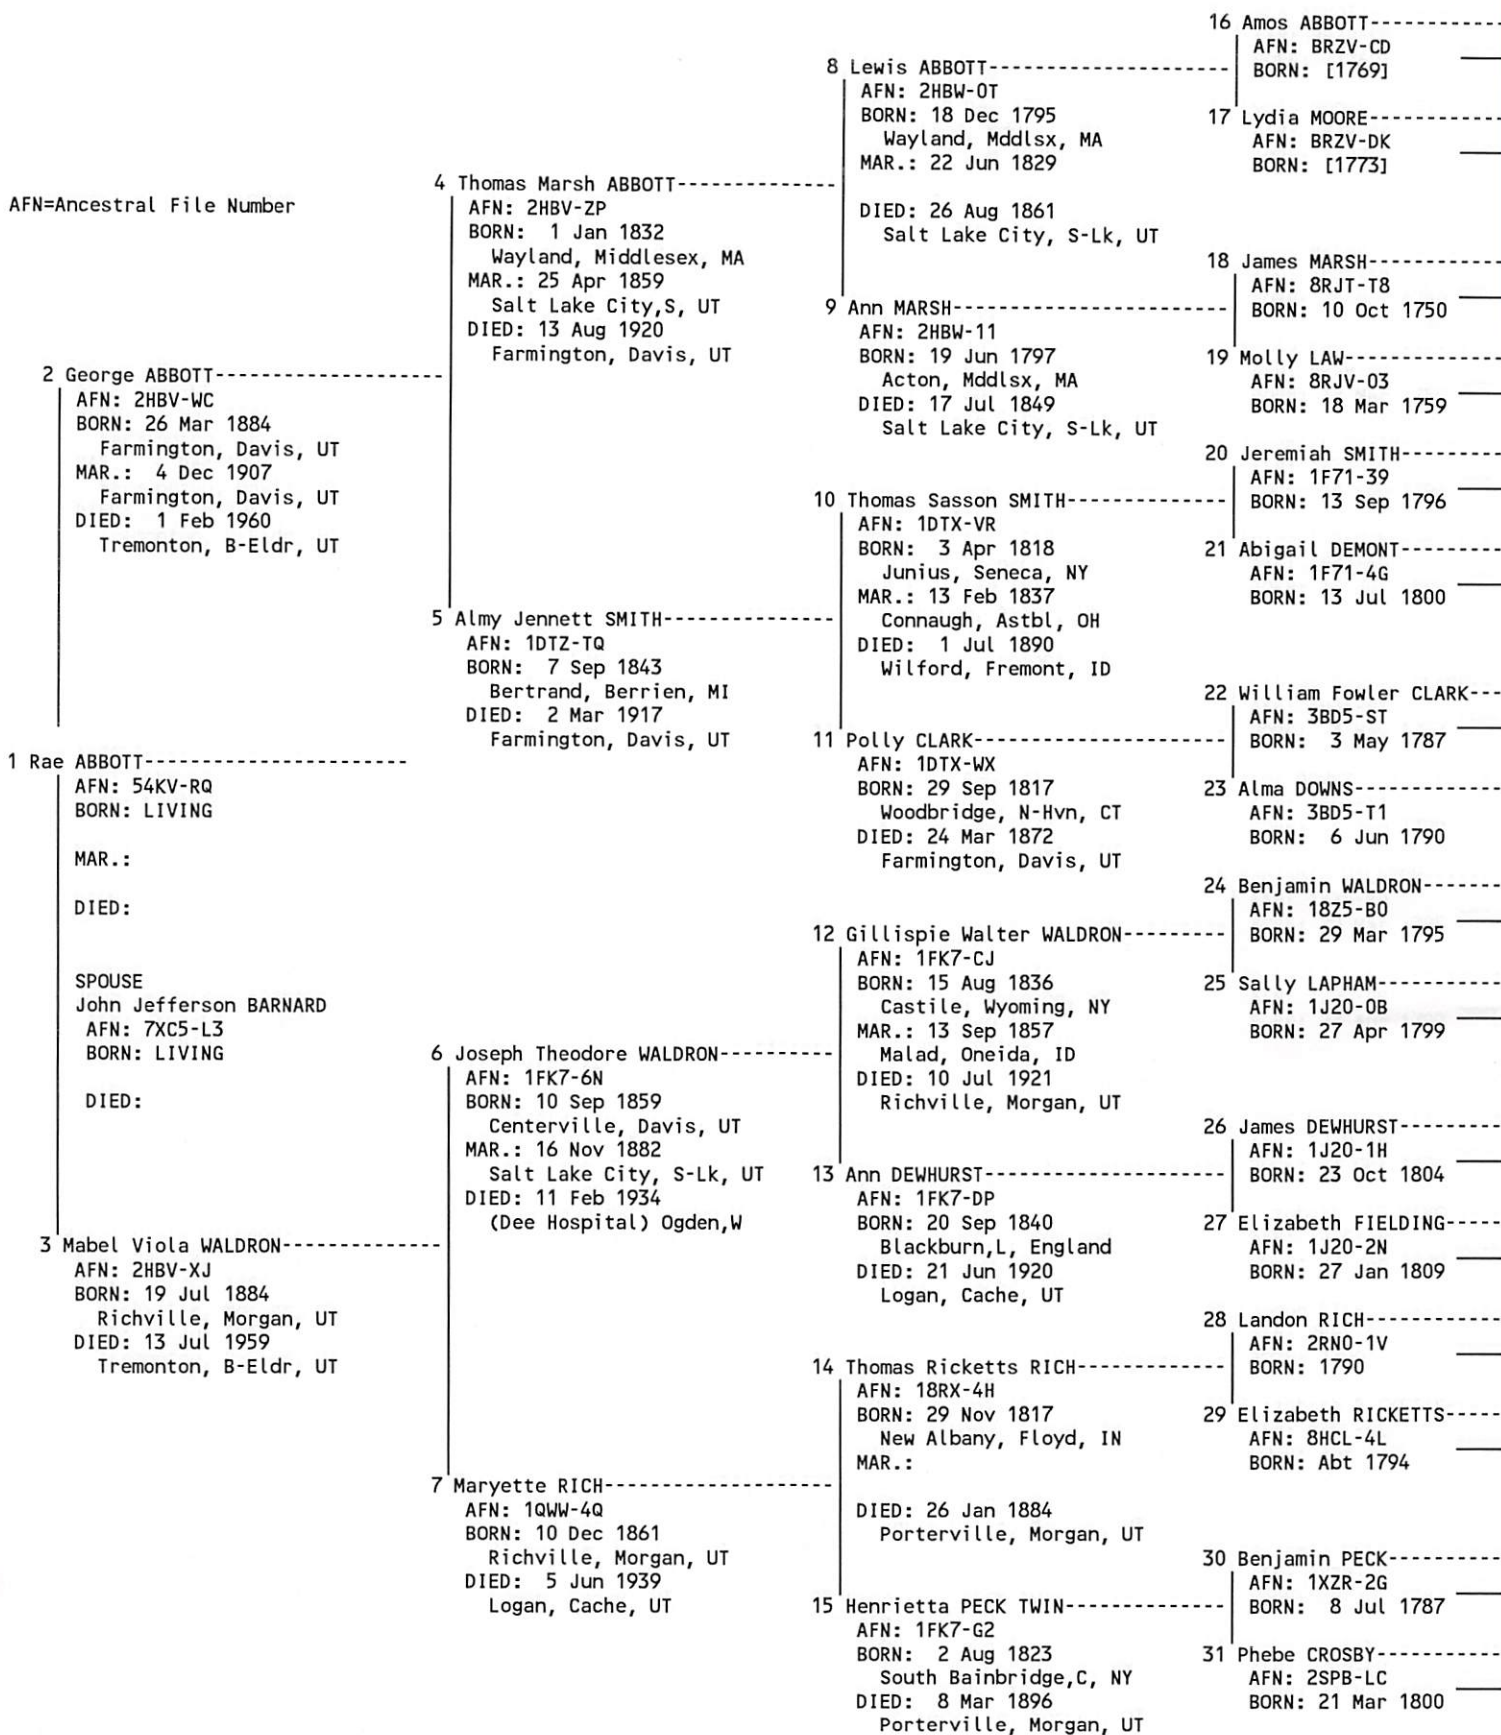 AFN=Ancestral File Number
1 Rae ABBOTT
AFN: 54KV-RQ
BORN: LIVING
MAR.:
DIED:
SPOUSE
John Jefferson BARNARD
AFN: 7XC5-L3
BORN: LIVING
DIED:
2 George ABBOTT
AFN: 2HBV-WC
BORN: 26 Mar 1884
Farmington, Davis, UT
MAR.: 4 Dec 1907
Farmington, Davis, UT
DIED: 1 Feb 1960
Tremonton, B-Eldr, UT
3 Mabel Viola WALDRON
AFN: 2HBV-XJ
BORN: 19 Jul 1884
Richville, Morgan, UT
DIED: 13 Jul 1959
Tremonton, B-Eldr, UT
4 Thomas Marsh ABBOTT
AFN: 2HBV-ZP
BORN: 1 Jan 1832
Wayland, Middlesex, MA
MAR.: 25 Apr 1859
Salt Lake City,S, UT
DIED: 13 Aug 1920
Farmington, Davis, UT
5 Almy Jennett SMITH
AFN: 1DTZ-TQ
BORN: 7 Sep 1843
Bertrand, Berrien, MI
DIED: 2 Mar 1917
Farmington, Davis, UT
6 Joseph Theodore WALDRON
AFN: 1FK7-6N
BORN: 10 Sep 1859
Centerville, Davis, UT
MAR.: 16 Nov 1882
Salt Lake City, S-Lk, UT
DIED: 11 Feb 1934
(Dee Hospital) Ogden,W
7 Maryette RICH
AFN: 1QWW-4Q
BORN: 10 Dec 1861
Richville, Morgan, UT
DIED: 5 Jun 1939
Logan, Cache, UT
8 Lewis ABBOTT
AFN: 2HBW-0T
BORN: 18 Dec 1795
Wayland, Mddlsx, MA
MAR.: 22 Jun 1829
DIED: 26 Aug 1861
Salt Lake City, S-Lk, UT
9 Ann MARSH
AFN: 2HBW-11
BORN: 19 Jun 1797
Acton, Mddlsx, MA
DIED: 17 Jul 1849
Salt Lake City, S-Lk, UT
10 Thomas Sasson SMITH
AFN: 1DTX-VR
BORN: 3 Apr 1818
Junius, Seneca, NY
MAR.: 13 Feb 1837
Connaugh, Astbl, OH
DIED: 1 Jul 1890
Wilford, Fremont, ID
11 Polly CLARK
AFN: 1DTX-WX
BORN: 29 Sep 1817
Woodbridge, N-Hvn, CT
DIED: 24 Mar 1872
Farmington, Davis, UT
12 Gillispie Walter WALDRON
AFN: 1FK7-CJ
BORN: 15 Aug 1836
Castile, Wyoming, NY
MAR.: 13 Sep 1857
Malad, Oneida, ID
DIED: 10 Jul 1921
Richville, Morgan, UT
13 Ann DEWHURST
AFN: 1FK7-DP
BORN: 20 Sep 1840
Blackburn,L, England
DIED: 21 Jun 1920
Logan, Cache, UT
14 Thomas Ricketts RICH
AFN: 18RX-4H
BORN: 29 Nov 1817
New Albany, Floyd, IN
MAR.:
DIED: 26 Jan 1884
Porterville, Morgan, UT
15 Henrietta PECK TWIN
AFN: 1FK7-G2
BORN: 2 Aug 1823
South Bainbridge,C, NY
DIED: 8 Mar 1896
Porterville, Morgan, UT
16 Amos ABBOTT
AFN: BRZV-CD
BORN: [1769]
17 Lydia MOORE
AFN: BRZV-DK
BORN: [1773]
18 James MARSH
AFN: 8RJT-T8
BORN: 10 Oct 1750
19 Molly LAW
AFN: 8RJV-03
BORN: 18 Mar 1759
20 Jeremiah SMITH
AFN: 1F71-39
BORN: 13 Sep 1796
21 Abigail DEMONT
AFN: 1F71-4G
BORN: 13 Jul 1800
22 William Fowler CLARK
AFN: 3BD5-ST
BORN: 3 May 1787
23 Alma DOWNS
AFN: 3BD5-T1
BORN: 6 Jun 1790
24 Benjamin WALDRON
AFN: 18Z5-B0
BORN: 29 Mar 1795
25 Sally LAPHAM
AFN: 1J20-0B
BORN: 27 Apr 1799
26 James DEWHURST
AFN: 1J20-1H
BORN: 23 Oct 1804
27 Elizabeth FIELDING
AFN: 1J20-2N
BORN: 27 Jan 1809
28 Landon RICH
AFN: 2RN0-1V
BORN: 1790
29 Elizabeth RICKETTS
AFN: 8HCL-4L
BORN: Abt 1794
30 Benjamin PECK
AFN: 1XZR-2G
BORN: 8 Jul 1787
31 Phebe CROSBY
AFN: 2SPB-LC
BORN: 21 Mar 1800